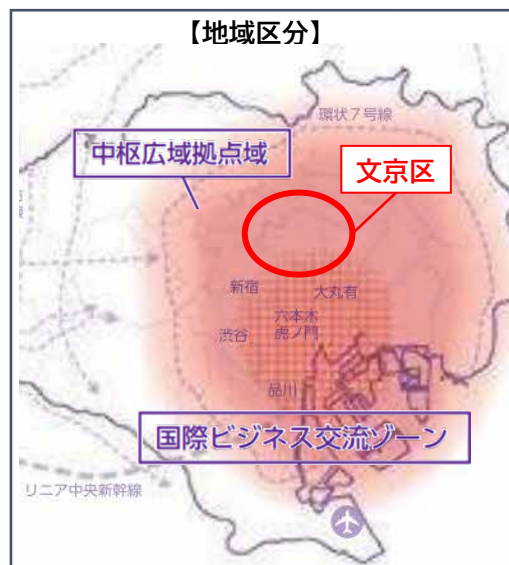 【地域区分】
環状7号線
中枢広域拠点域
文京区
新宿
大丸有
六本木
虎ノ門
渋谷
品川
国際ビジネス交流ゾーン
リニア中央新幹線